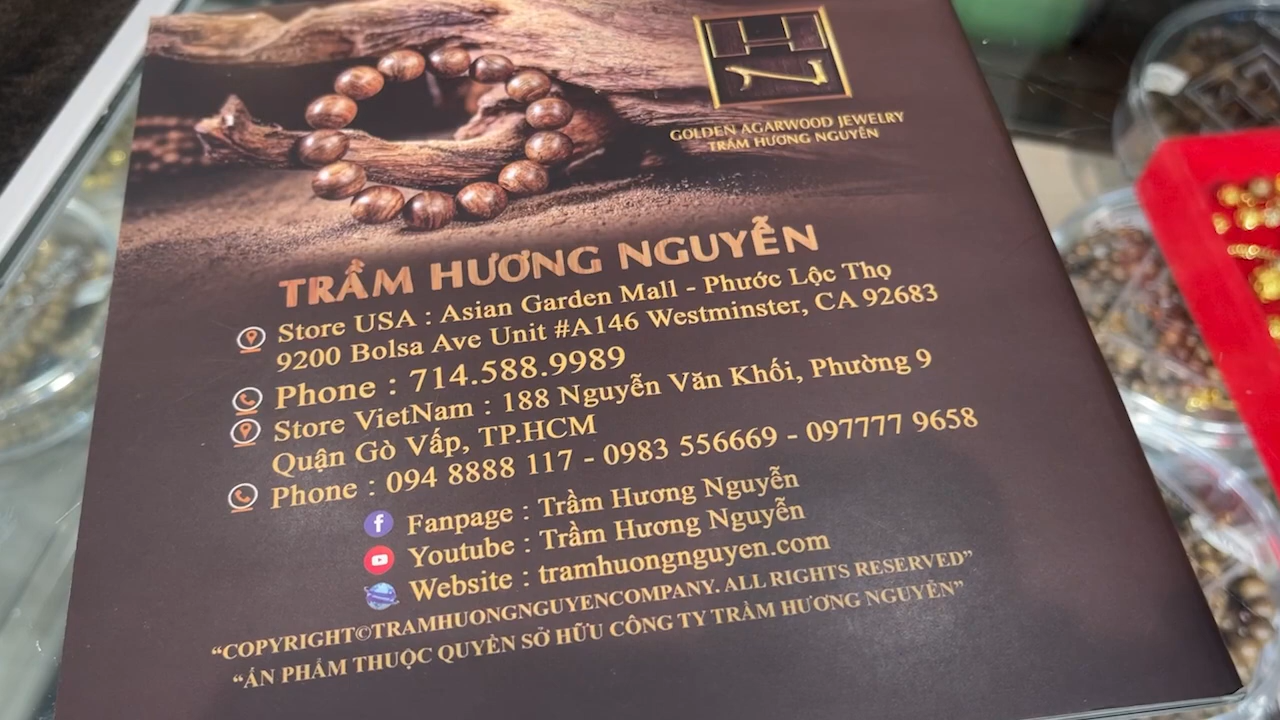 GOLDEN AGARWOOD JEWELRY
TRẦM HƯƠNG NGUYỄN
TRẦM HƯƠNG NGUYỄN
Store USA : Asian Garden Mall - Phước Lộc Thọ
9200 Bolsa Ave Unit #A146 Westminster, CA 92683
Phone : 714.588.9989
Store VietNam : 188 Nguyễn Văn Khối, Phường 9
Quận Gò Vấp, TP.HCM
Phone : 094 8888 117 - 0983 556669 - 097777 9658
Fanpage : Trầm Hương Nguyễn
Youtube : Trầm Hương Nguyễn
Website : tramhuongnguyen.com
“COPYRIGHT©TRAMHUONGNGUYENCOMPANY. ALL RIGHTS RESERVED”
“ẤN PHẨM THUỘC QUYỀN SỞ HỮU CÔNG TY TRẦM HƯƠNG NGUYỄN”